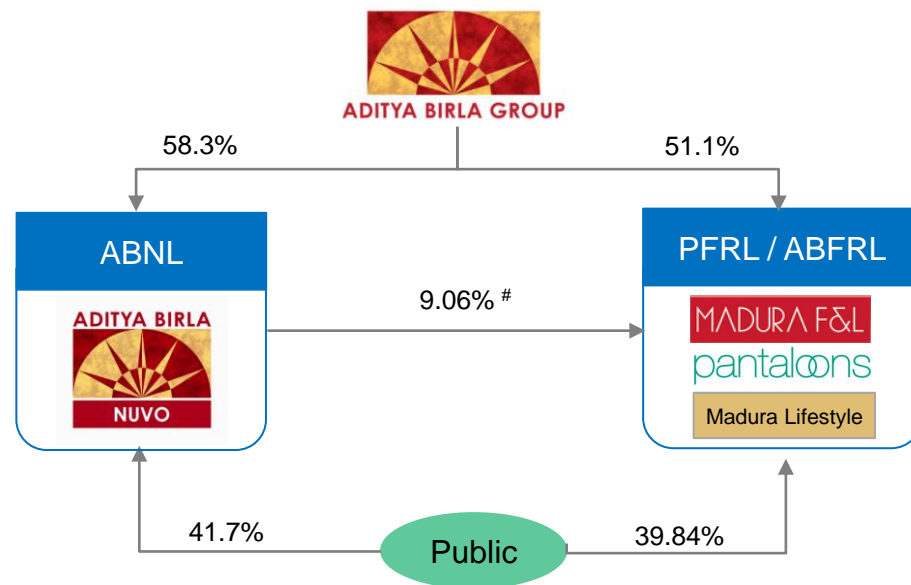 ADITYA BIRLA GROUP
58.3%
51.1%
ABNL
PFRL / ABFRL
9.06% #
ADITYA BIRLA
NUVO
MADURA F&L
pantaloons
Madura Lifestyle
41.7%
Public
39.84%